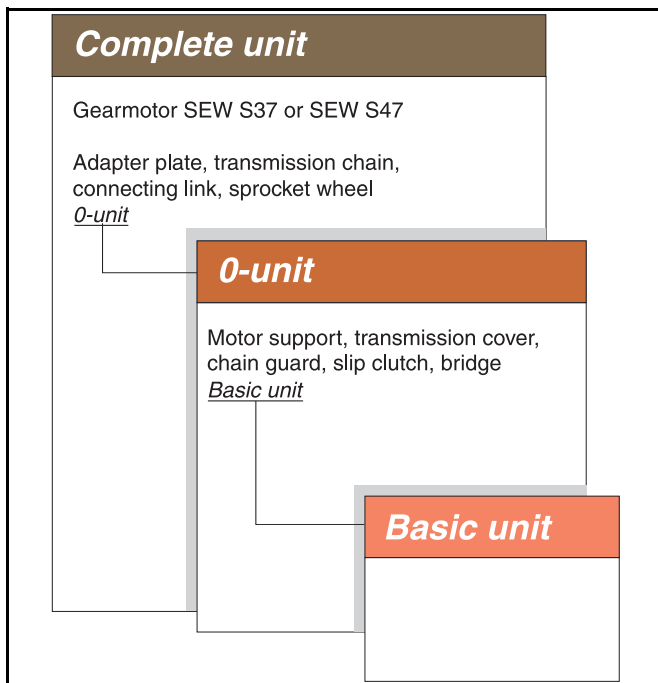 Complete unit
Gearmotor SEW S37 or SEW S47
Adapter plate, transmission chain,
connecting link, sprocket wheel
0-unit
0-unit
Motor support, transmission cover,
chain guard, slip clutch, bridge
Basic unit
Basic unit